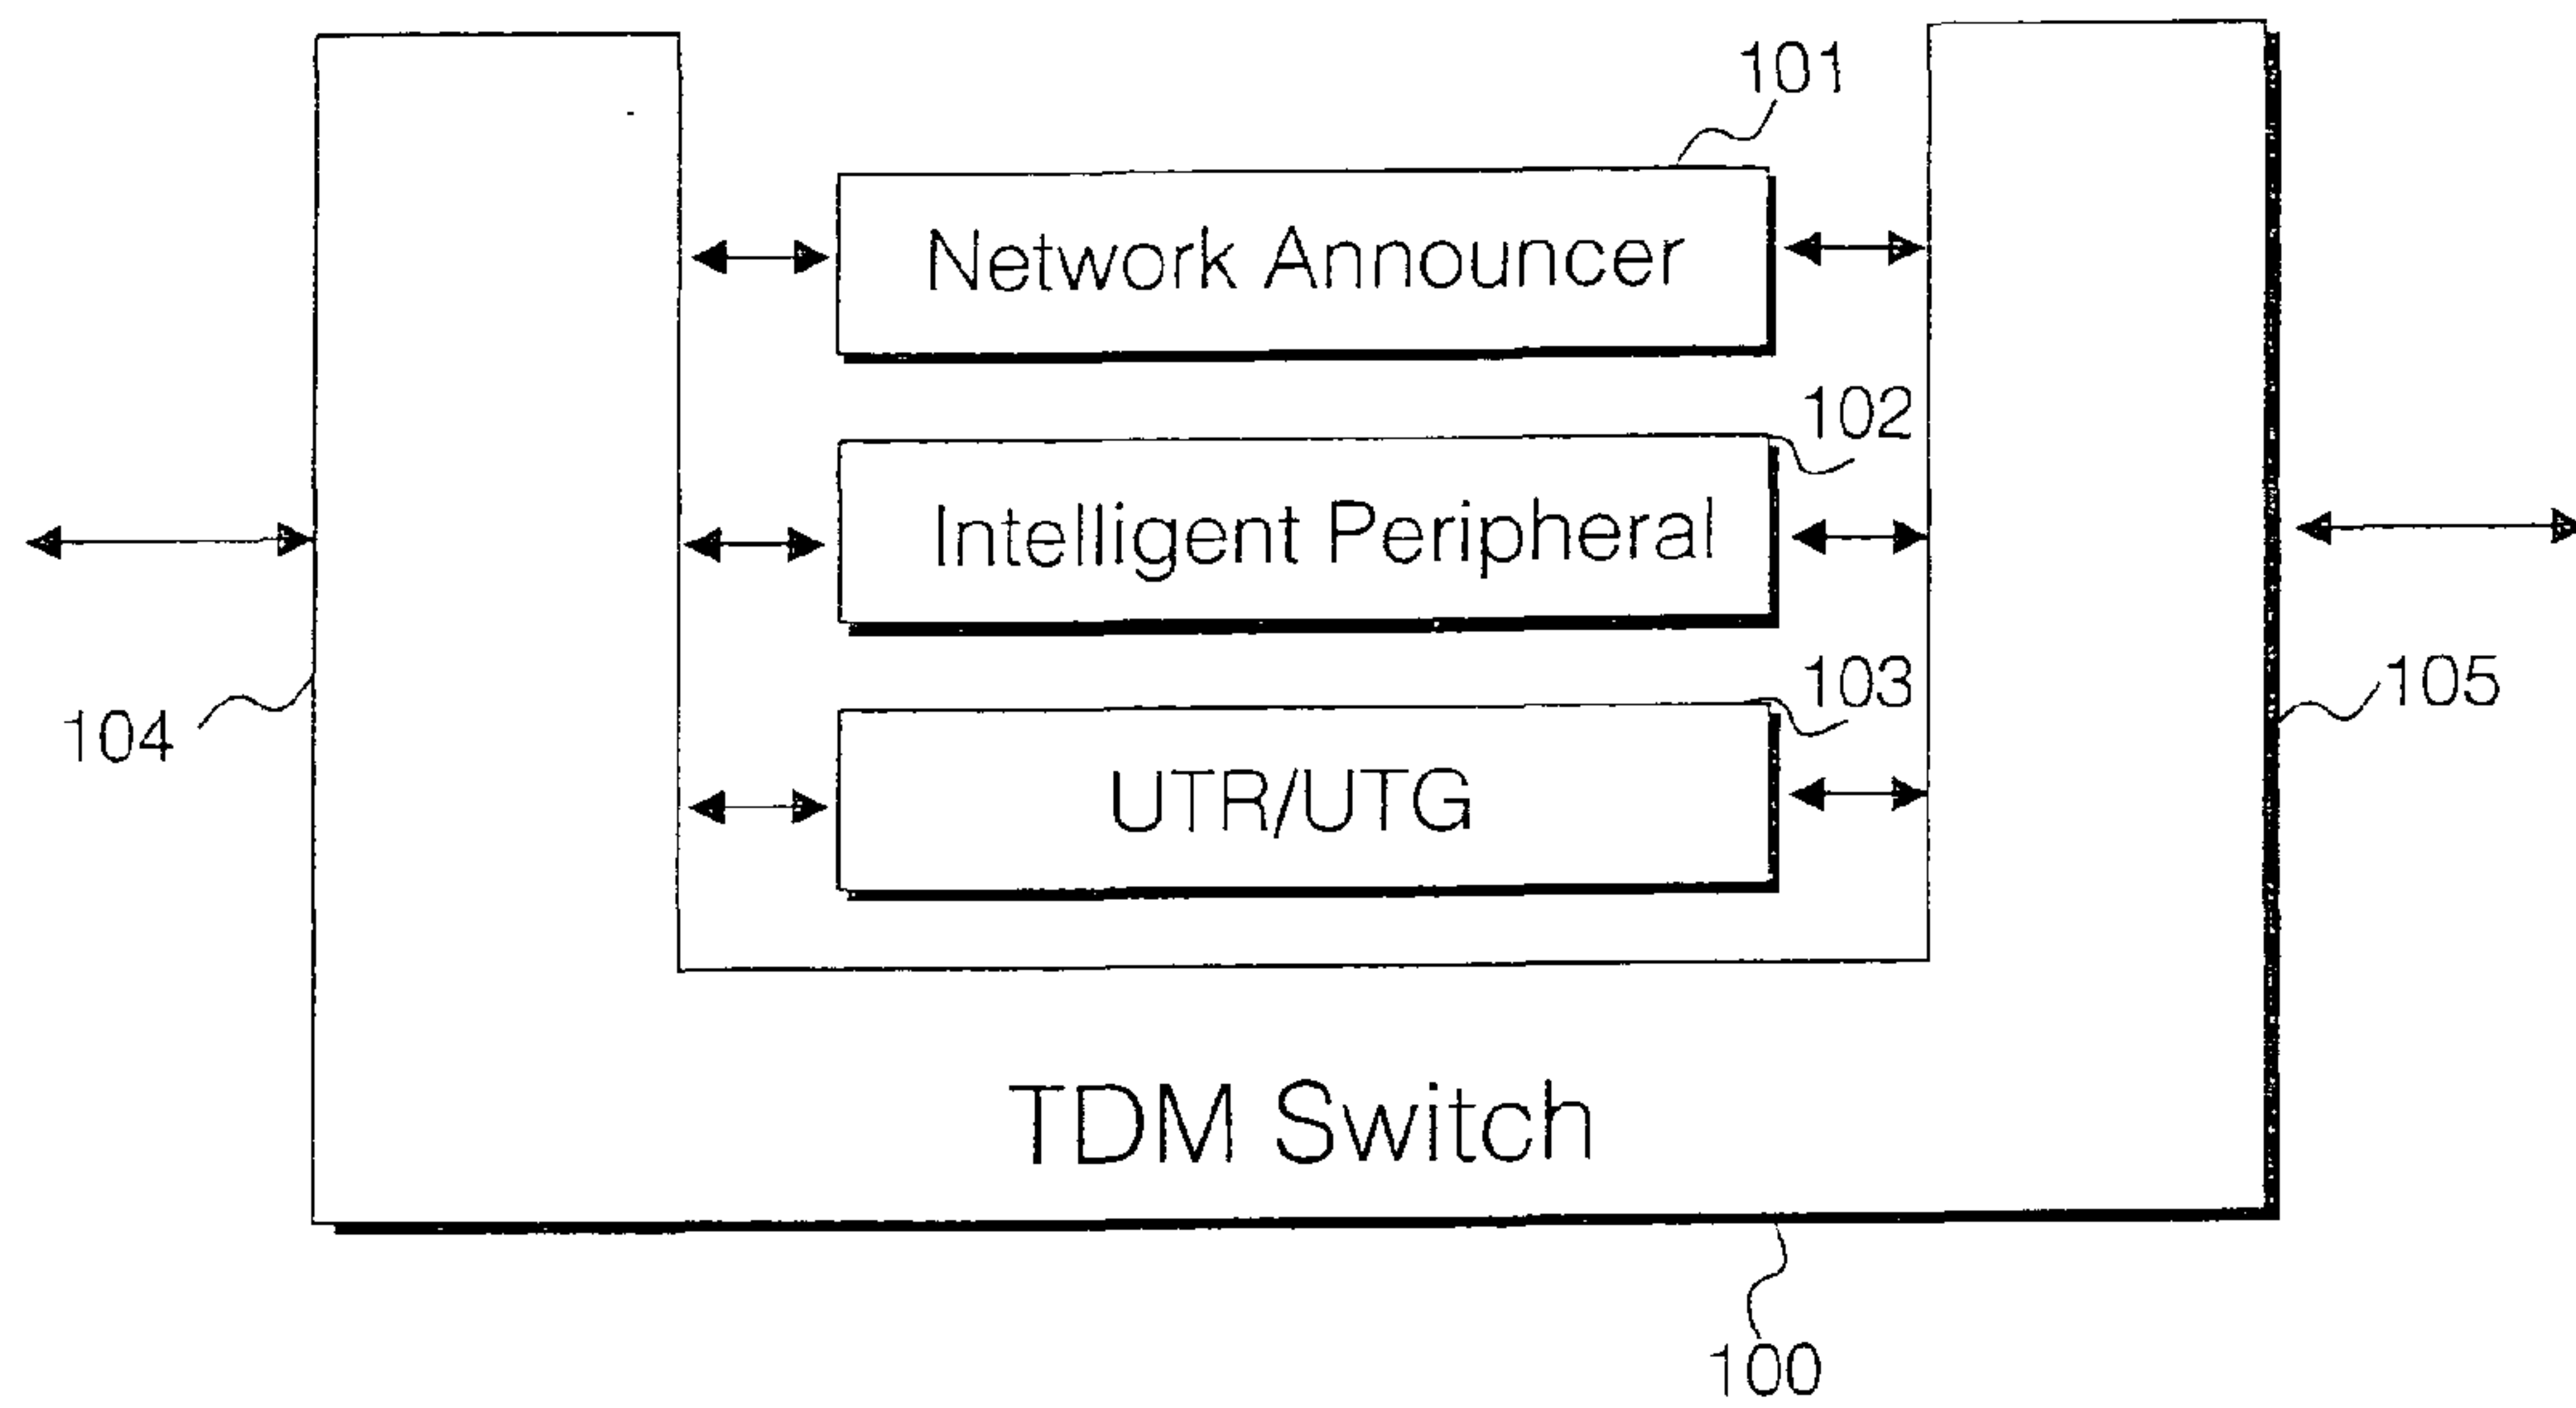 101
Network Announcer
102
Intelligent Peripheral
103
104
105
UTR/UTG
TDM Switch
100